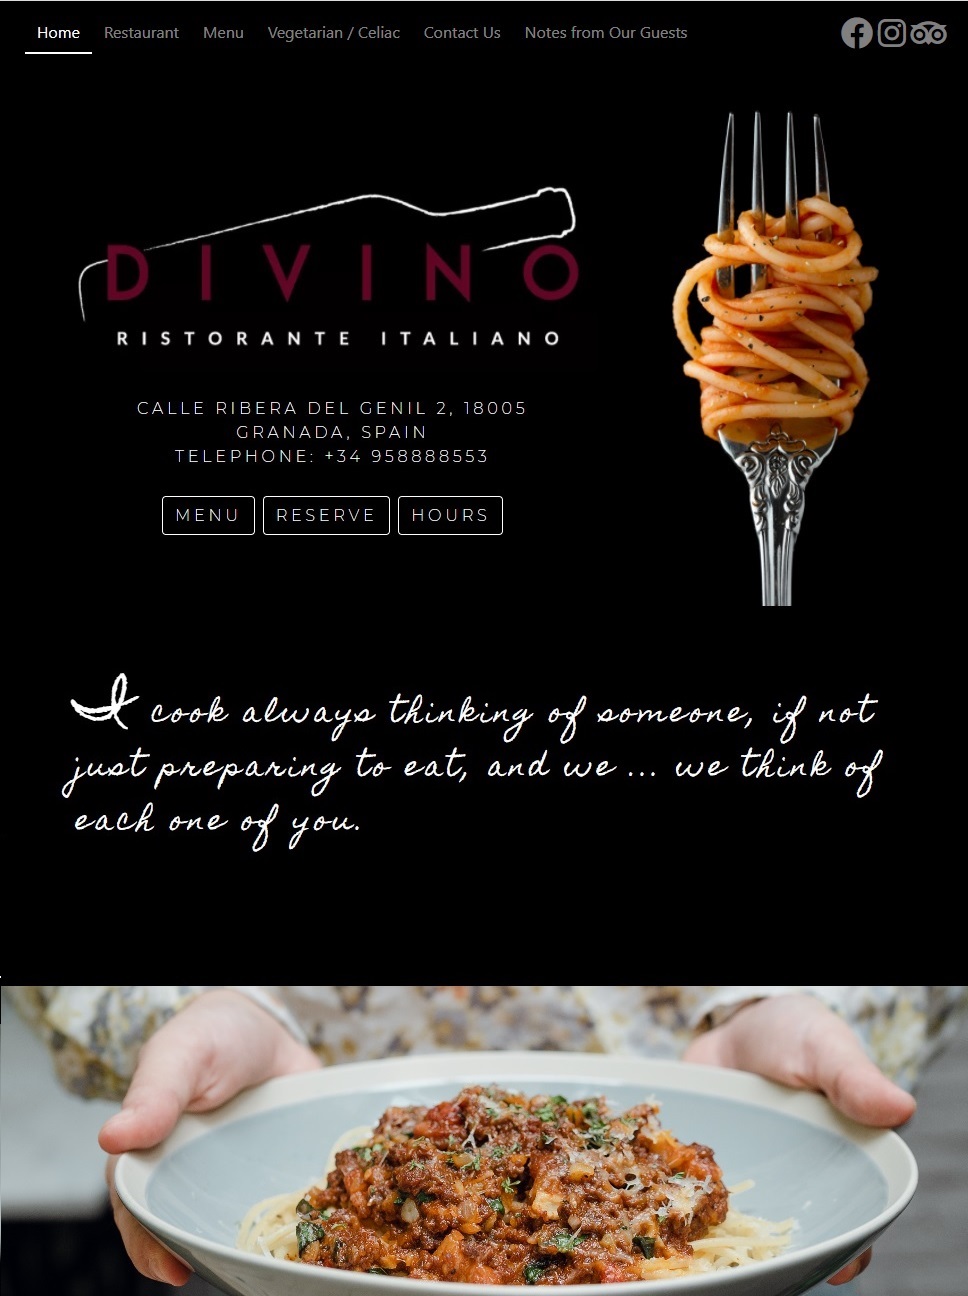 Home Restaurant Menu Vegetarian / Celiac Contact Us Notes from Our Guests
DIVINO
RISTORANTE ITALIANO
CALLE RIBERA DEL GENIL 2, 18005
GRANADA, SPAIN
TELEPHONE: +34 958888553
MENU RESERVE HOURS
I cook always thinking of someone, if not
just preparing to eat, and we ... we think of
each one of you.